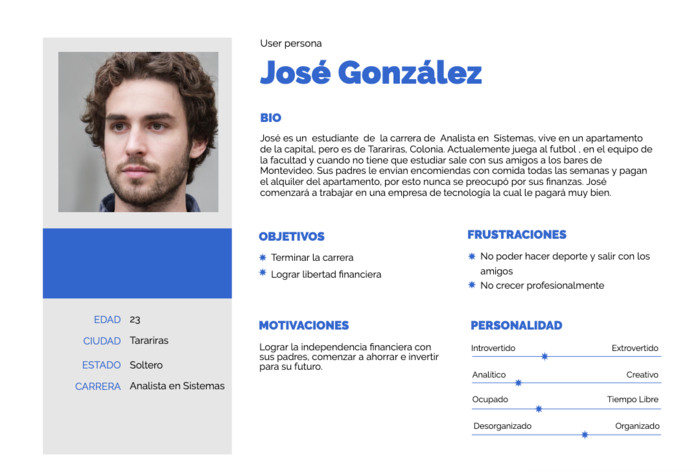 User persona
José González
BIO
José es un estudiante de la carrera de Analista en Sistemas, vive en un apartamento
de la capital, pero es de Tarariras, Colonia. Actualmente juega al futbol , en el equipo de
la facultad y cuando no tiene que estudiar sale con sus amigos a los bares de
Montevideo. Sus padres le envían encomiendas con comida todas las semanas y pagan
el alquiler del apartamento, por esto nunca se preocupó por sus finanzas. José
comenzará a trabajar en una empresa de tecnología la cual le pagará muy bien.
OBJETIVOS
Terminar la carrera
Lograr libertad financiera
FRUSTRACIONES
No poder hacer deporte y salir con los
amigos
No crecer profesionalmente
EDAD 23
CIUDAD Tarariras
ESTADO Soltero
CARRERA Analista en Sistemas
MOTIVACIONES
Lograr la independencia financiera con
sus padres, comenzar a ahorrar e invertir
para su futuro.
PERSONALIDAD
Introvertido Extrovertido
Analítico Creativo
Ocupado Tiempo Libre
Desorganizado Organizado